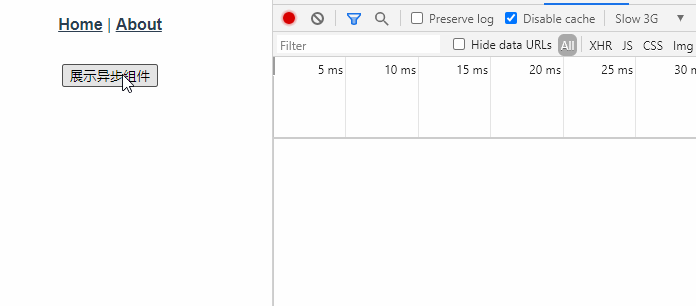 Home | About
展示异步组件
Preserve log Disable cache Slow 3G ▼
Filter Hide data URLs All XHR JS CSS Img
5 ms 10 ms 15 ms 20 ms 25 ms 30 m